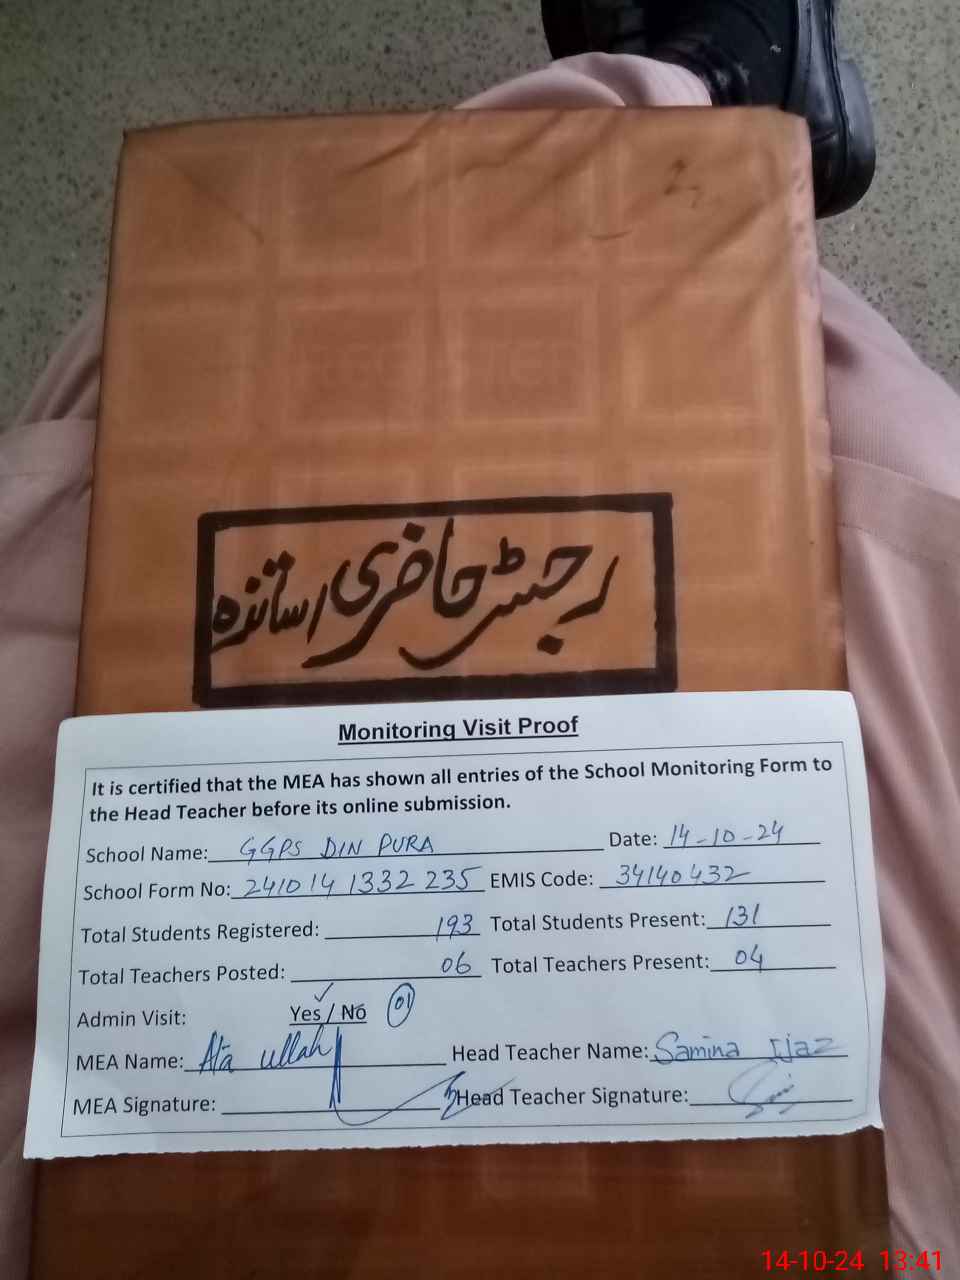 REGISTER
رجسٹر حاضری اساتذہ
Monitoring Visit Proof
It is certified that the MEA has shown all entries of the School Monitoring Form to
the Head Teacher before its online submission.
School Name: GGPS DIN PURA Date: 14-10-24
School Form No: 241014 1332 235 EMIS Code: 34140432
Total Students Registered: 193 Total Students Present: 131
Total Teachers Posted: 06 Total Teachers Present: 04
Admin Visit: Yes / No 01
MEA Name: Ata ullah Head Teacher Name: Samina Ijaz
MEA Signature: Head Teacher Signature:
14-10-24 13:41